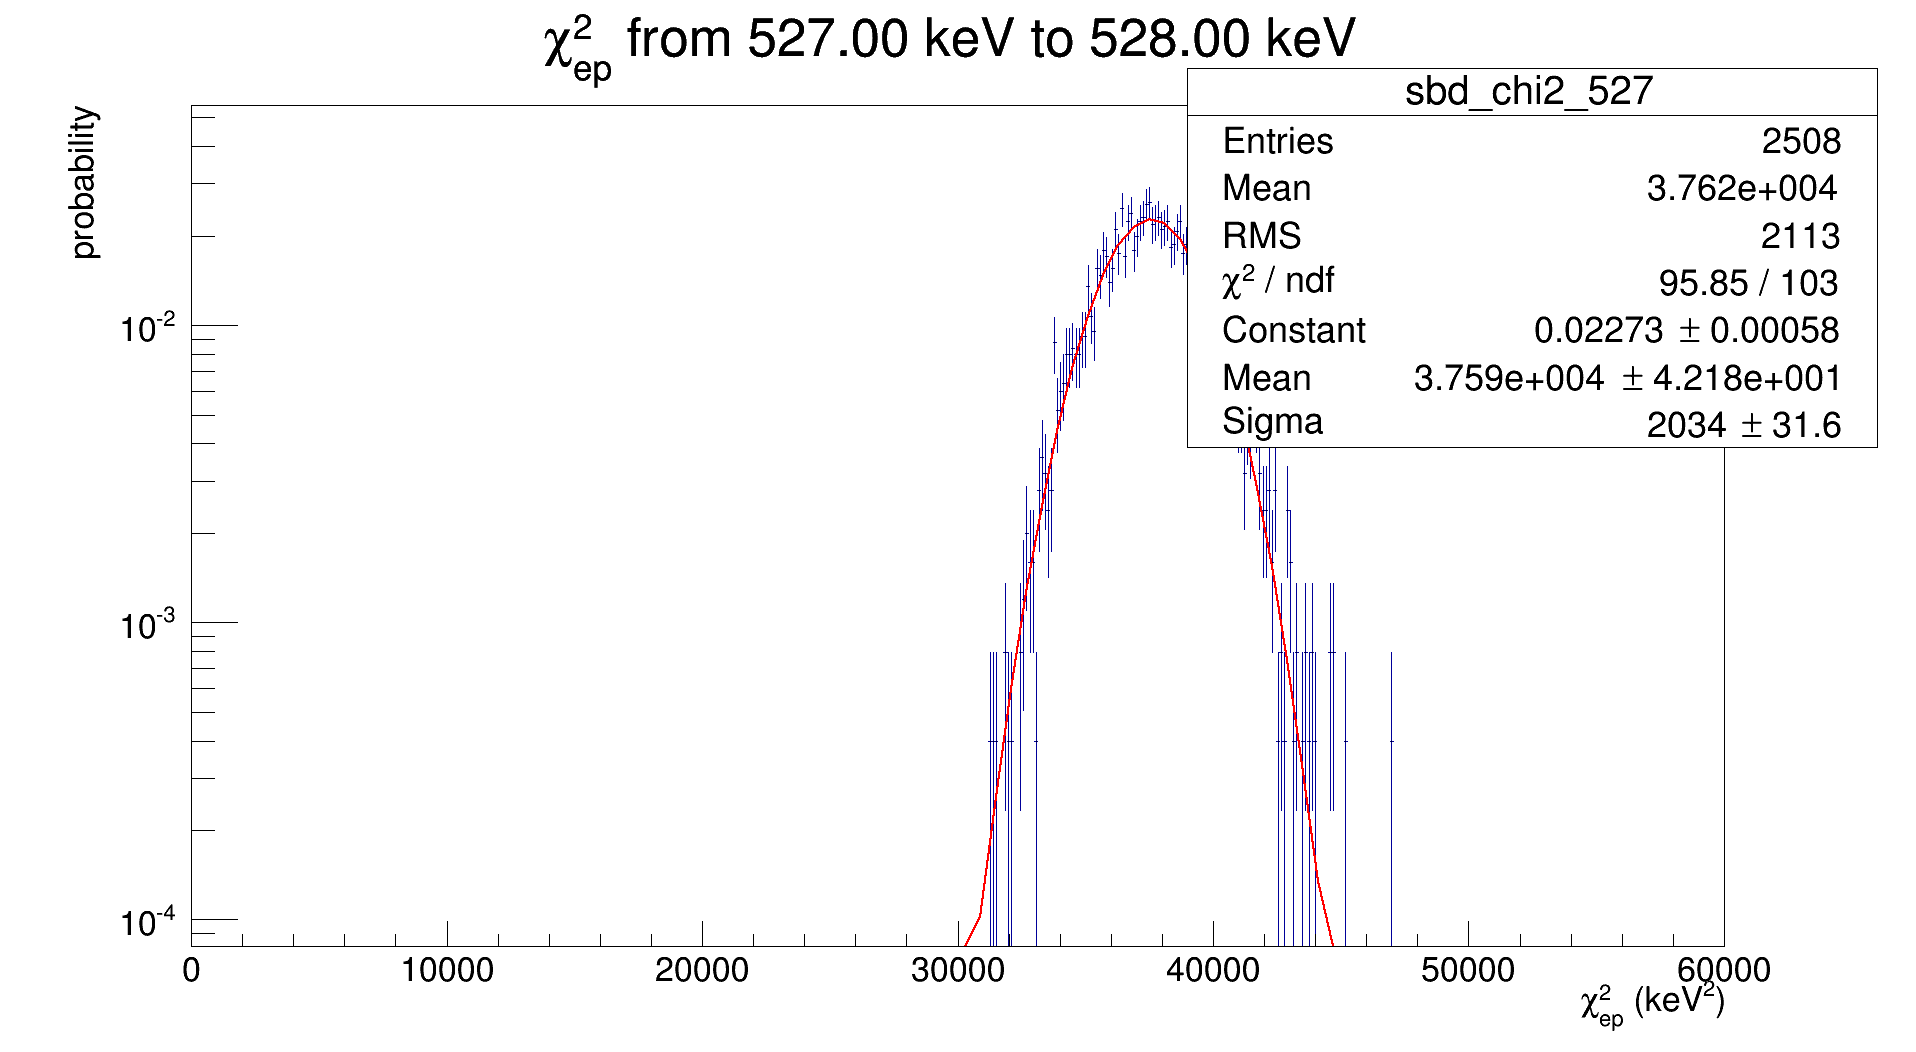 χ²ep from 527.00 keV to 528.00 keV
sbd_chi2_527
Entries 2508
Mean 3.762e+004
RMS 2113
χ² / ndf 95.85 / 103
Constant 0.02273 ± 0.00058
Mean 3.759e+004 ± 4.218e+001
Sigma 2034 ± 31.6
probability
10⁻²
10⁻³
10⁻⁴
0 10000 20000 30000 40000 50000 60000
χ²ep (keV²)